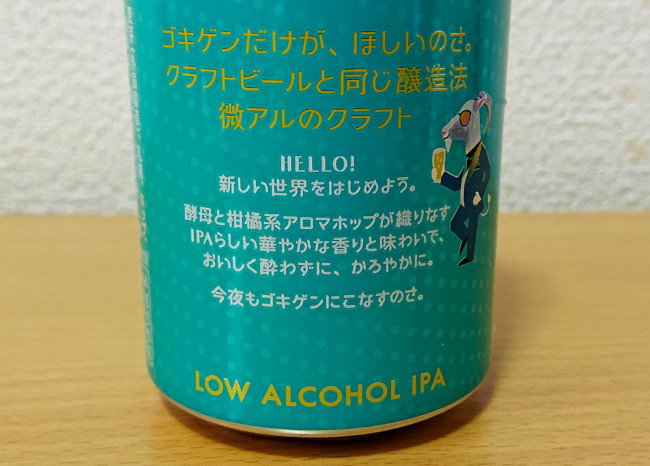 ゴキゲンだけが、ほしいのさ。
クラフトビールと同じ醸造法
微アルのクラフト
HELLO!
新しい世界をはじめよう。
酵母と柑橘系アロマホップが織りなす
IPAらしい華やかな香りと味わいで、
おいしく酔わずに、かろやかに。
今夜もゴキゲンにこなすのさ。
LOW ALCOHOL IPA